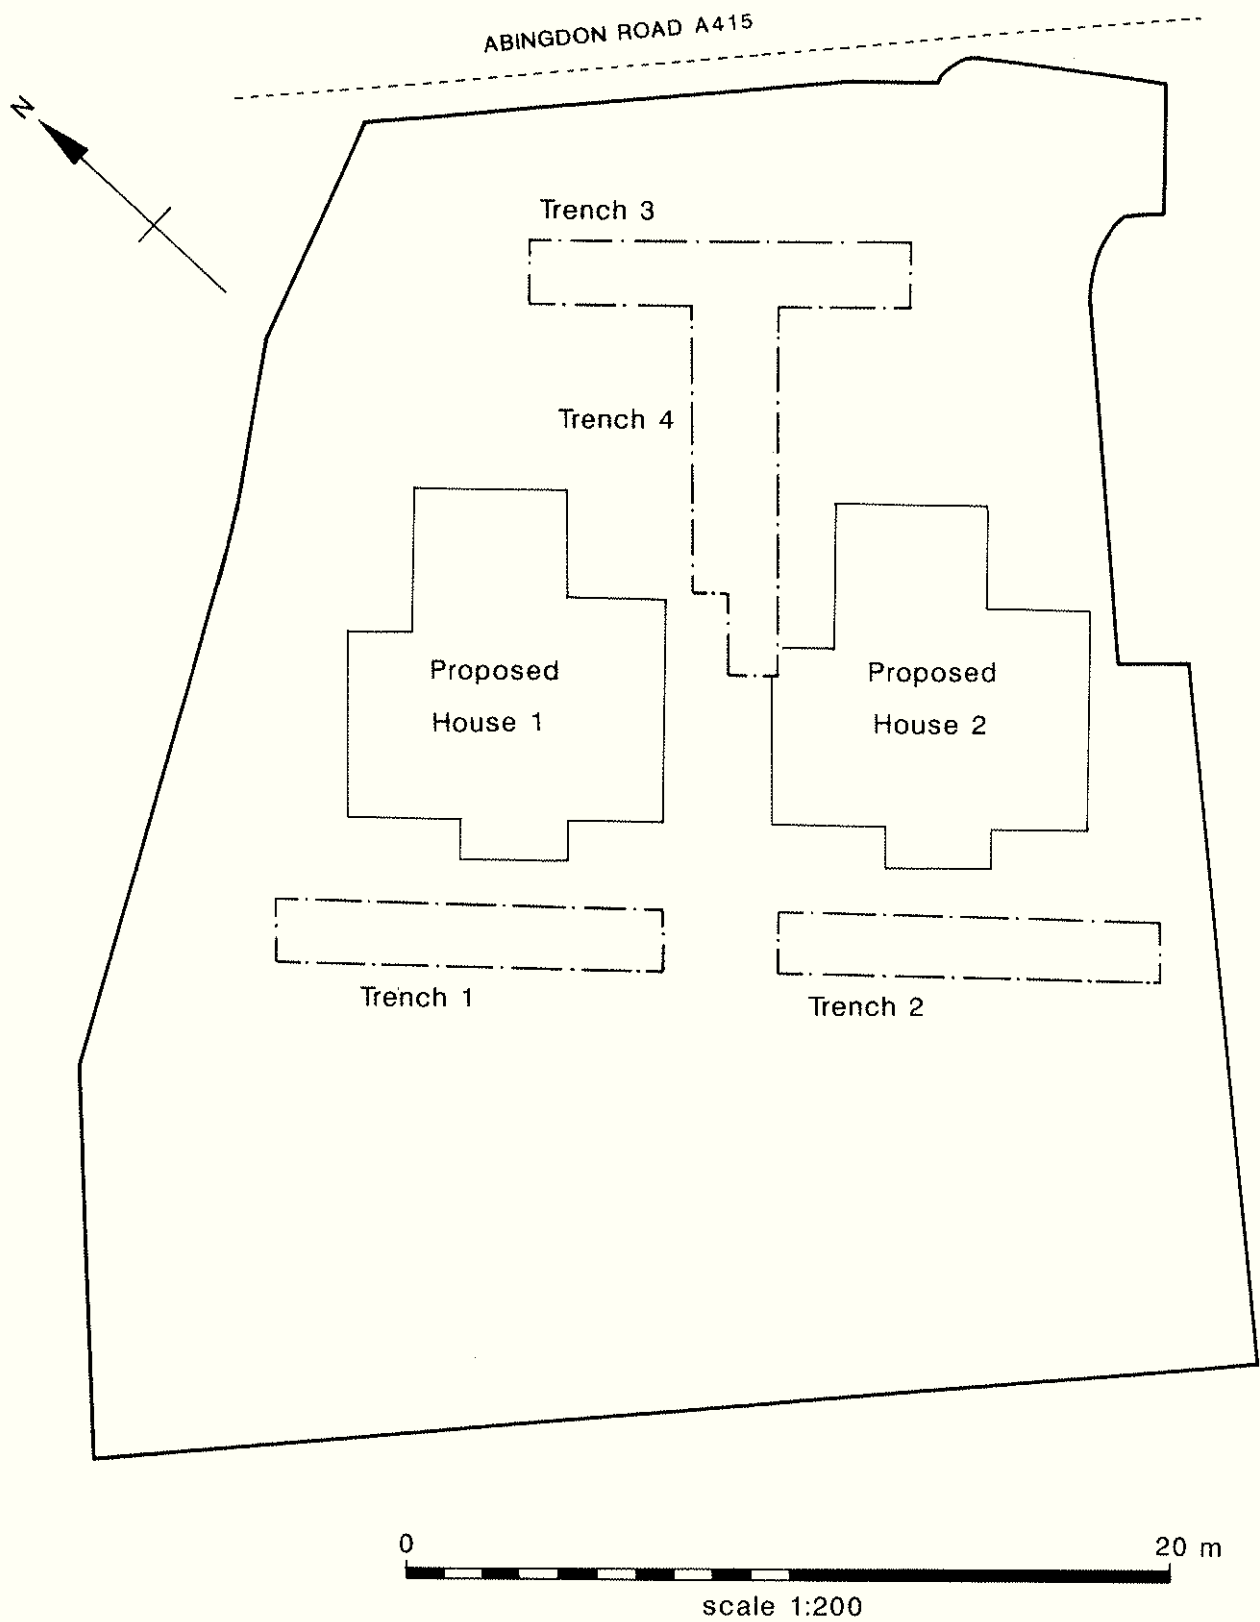 ABINGDON ROAD A415
N
Trench 3
Trench 4
Proposed
House 1
Proposed
House 2
Trench 1
Trench 2
0
20 m
scale 1:200